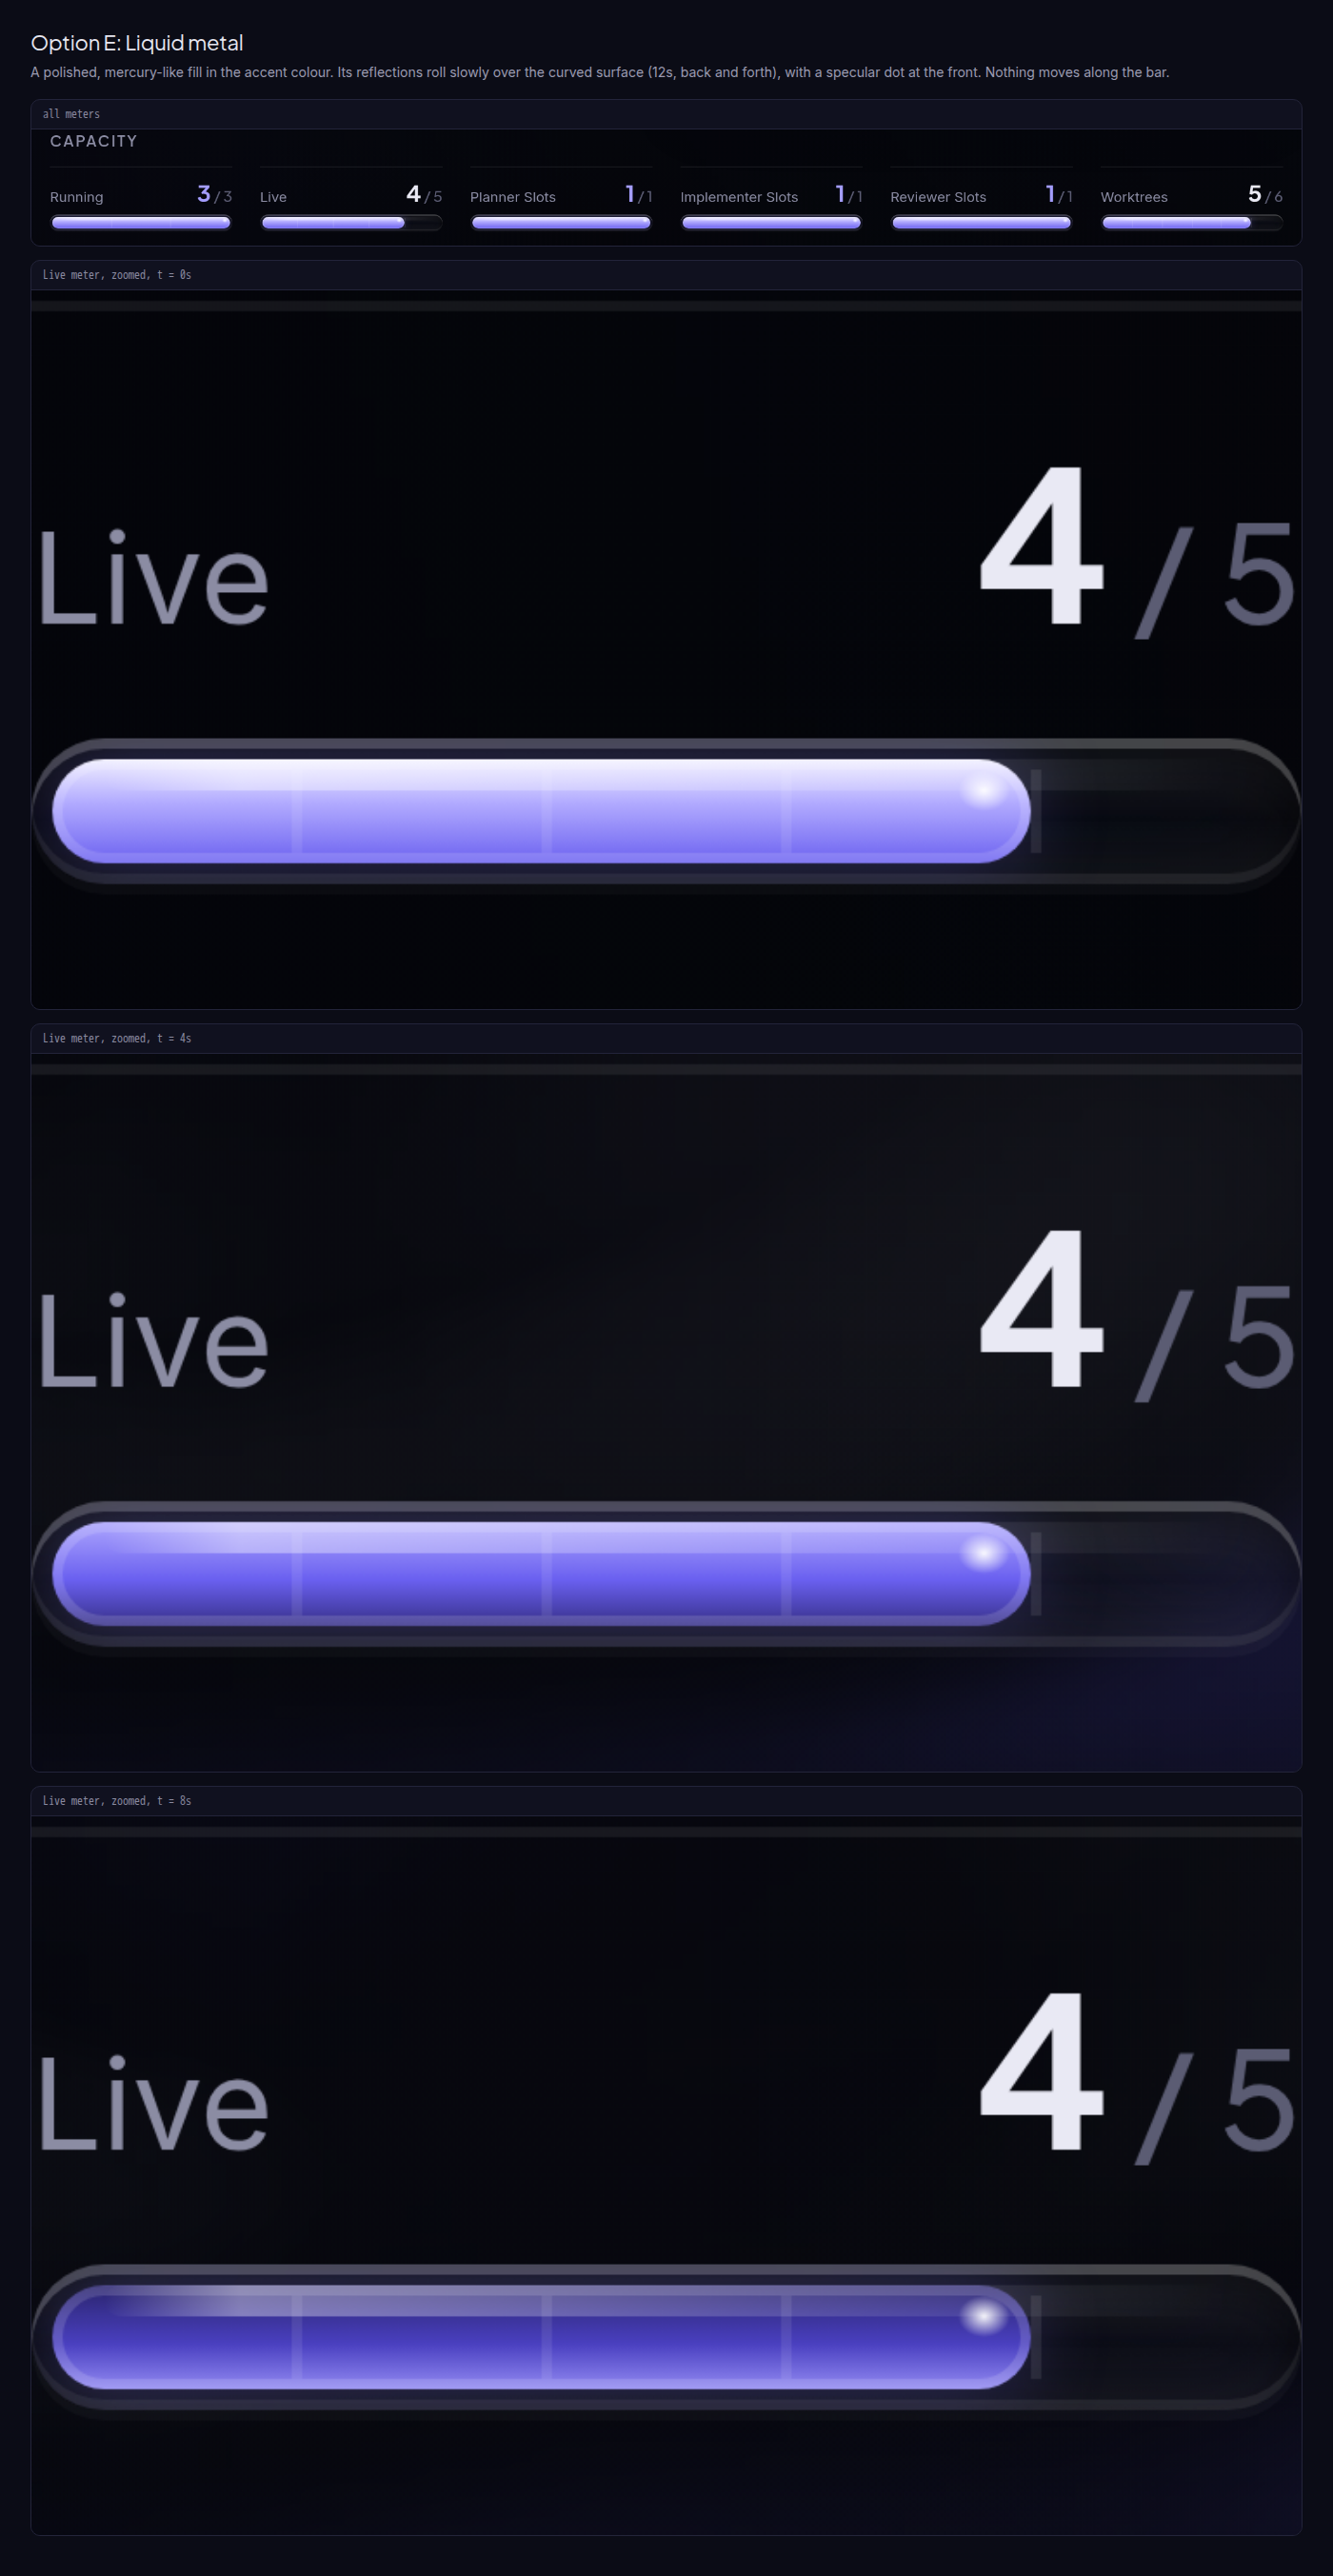 Option E: Liquid metal
A polished, mercury-like fill in the accent colour. Its reflections roll slowly over the curved surface (12s, back and forth), with a specular dot at the front. Nothing moves along the bar.
all meters
CAPACITY
Running 3 / 3 Live 4 / 5 Planner Slots 1 / 1 Implementer Slots 1 / 1 Reviewer Slots 1 / 1 Worktrees 5 / 6
Live meter, zoomed, t = 0s
Live 4 / 5
Live meter, zoomed, t = 4s
Live 4 / 5
Live meter, zoomed, t = 8s
Live 4 / 5